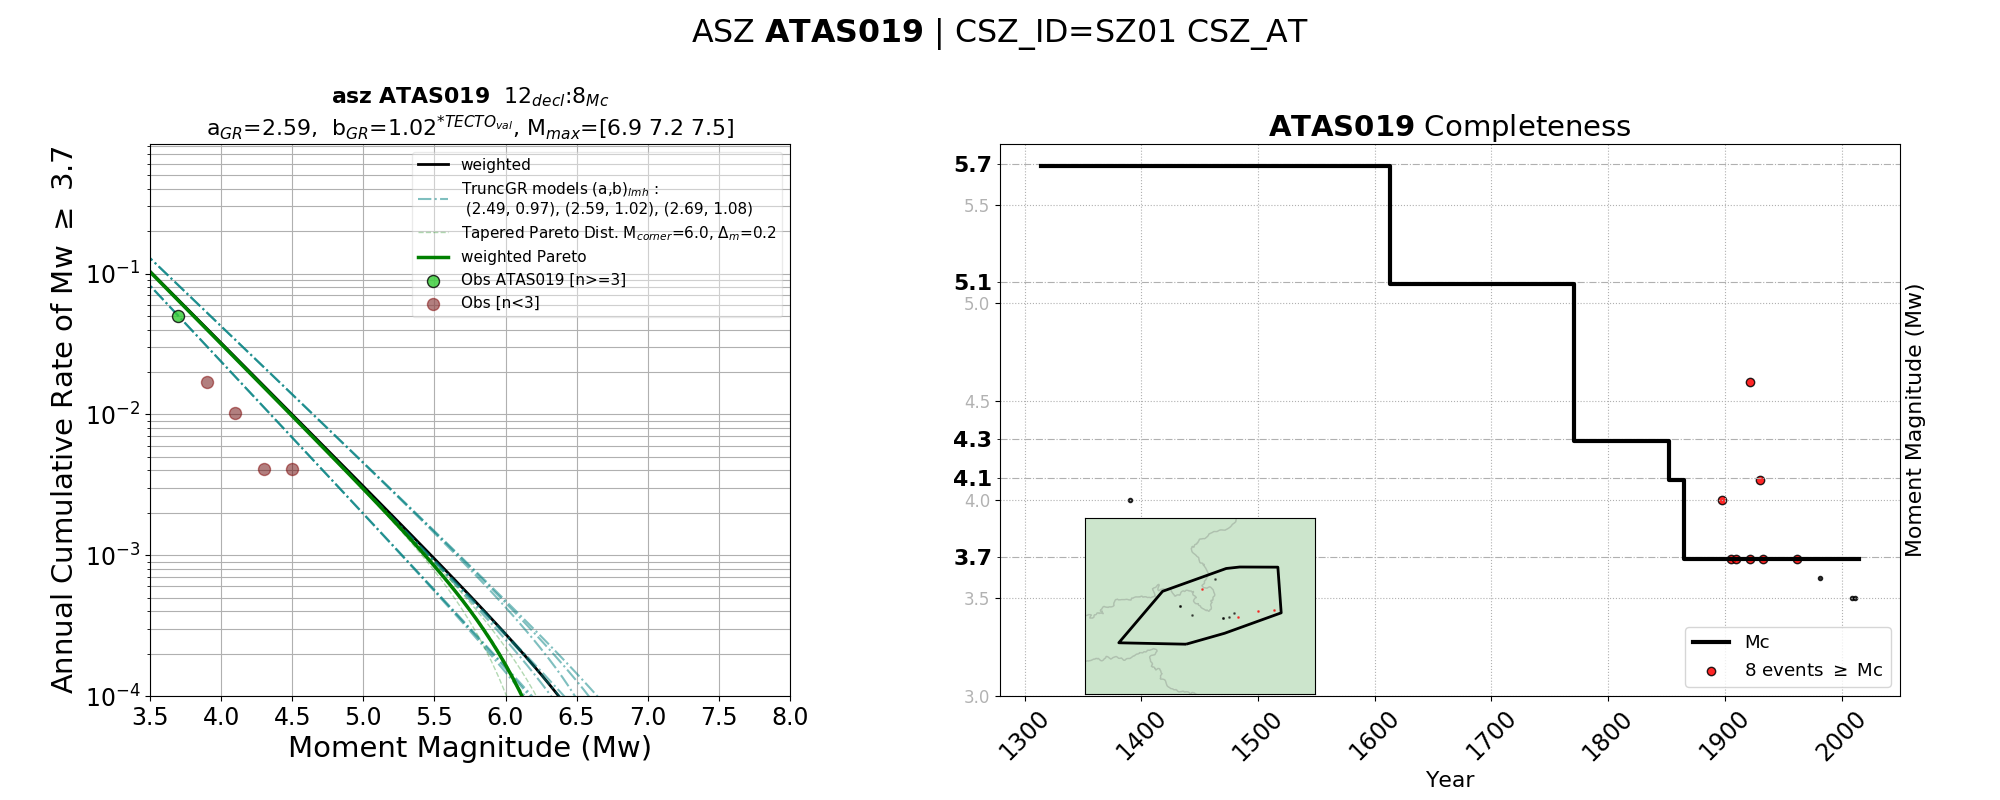 ASZ ATAS019 | CSZ_ID=SZ01 CSZ_AT
asz ATAS019 12decl:8Mc
aGR=2.59, bGR=1.02*TECTOval, Mmax=[6.9 7.2 7.5]
Annual Cumulative Rate of Mw ≥ 3.7
10−1
10−2
10−3
10−4
weighted
TruncGR models (a,b)lmh :
(2.49, 0.97), (2.59, 1.02), (2.69, 1.08)
Tapered Pareto Dist. Mcorner=6.0, Δm=0.2
weighted Pareto
Obs ATAS019 [n>=3]
Obs [n<3]
3.5 4.0 4.5 5.0 5.5 6.0 6.5 7.0 7.5 8.0
Moment Magnitude (Mw)
ATAS019 Completeness
5.7
5.5
5.1
5.0
4.5
4.3
4.1
4.0
3.7
3.5
3.0
Moment Magnitude (Mw)
Mc
8 events ≥ Mc
1300 1400 1500 1600 1700 1800 1900 2000
Year